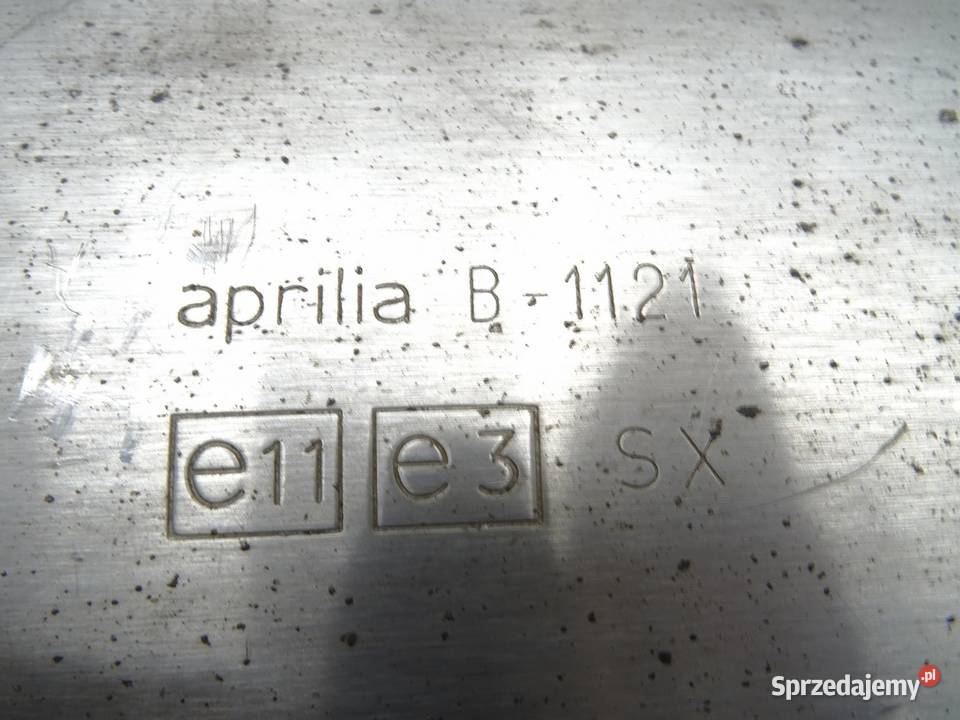 aprilia B-1121
e11 e3 SX
Sprzedajemy.pl